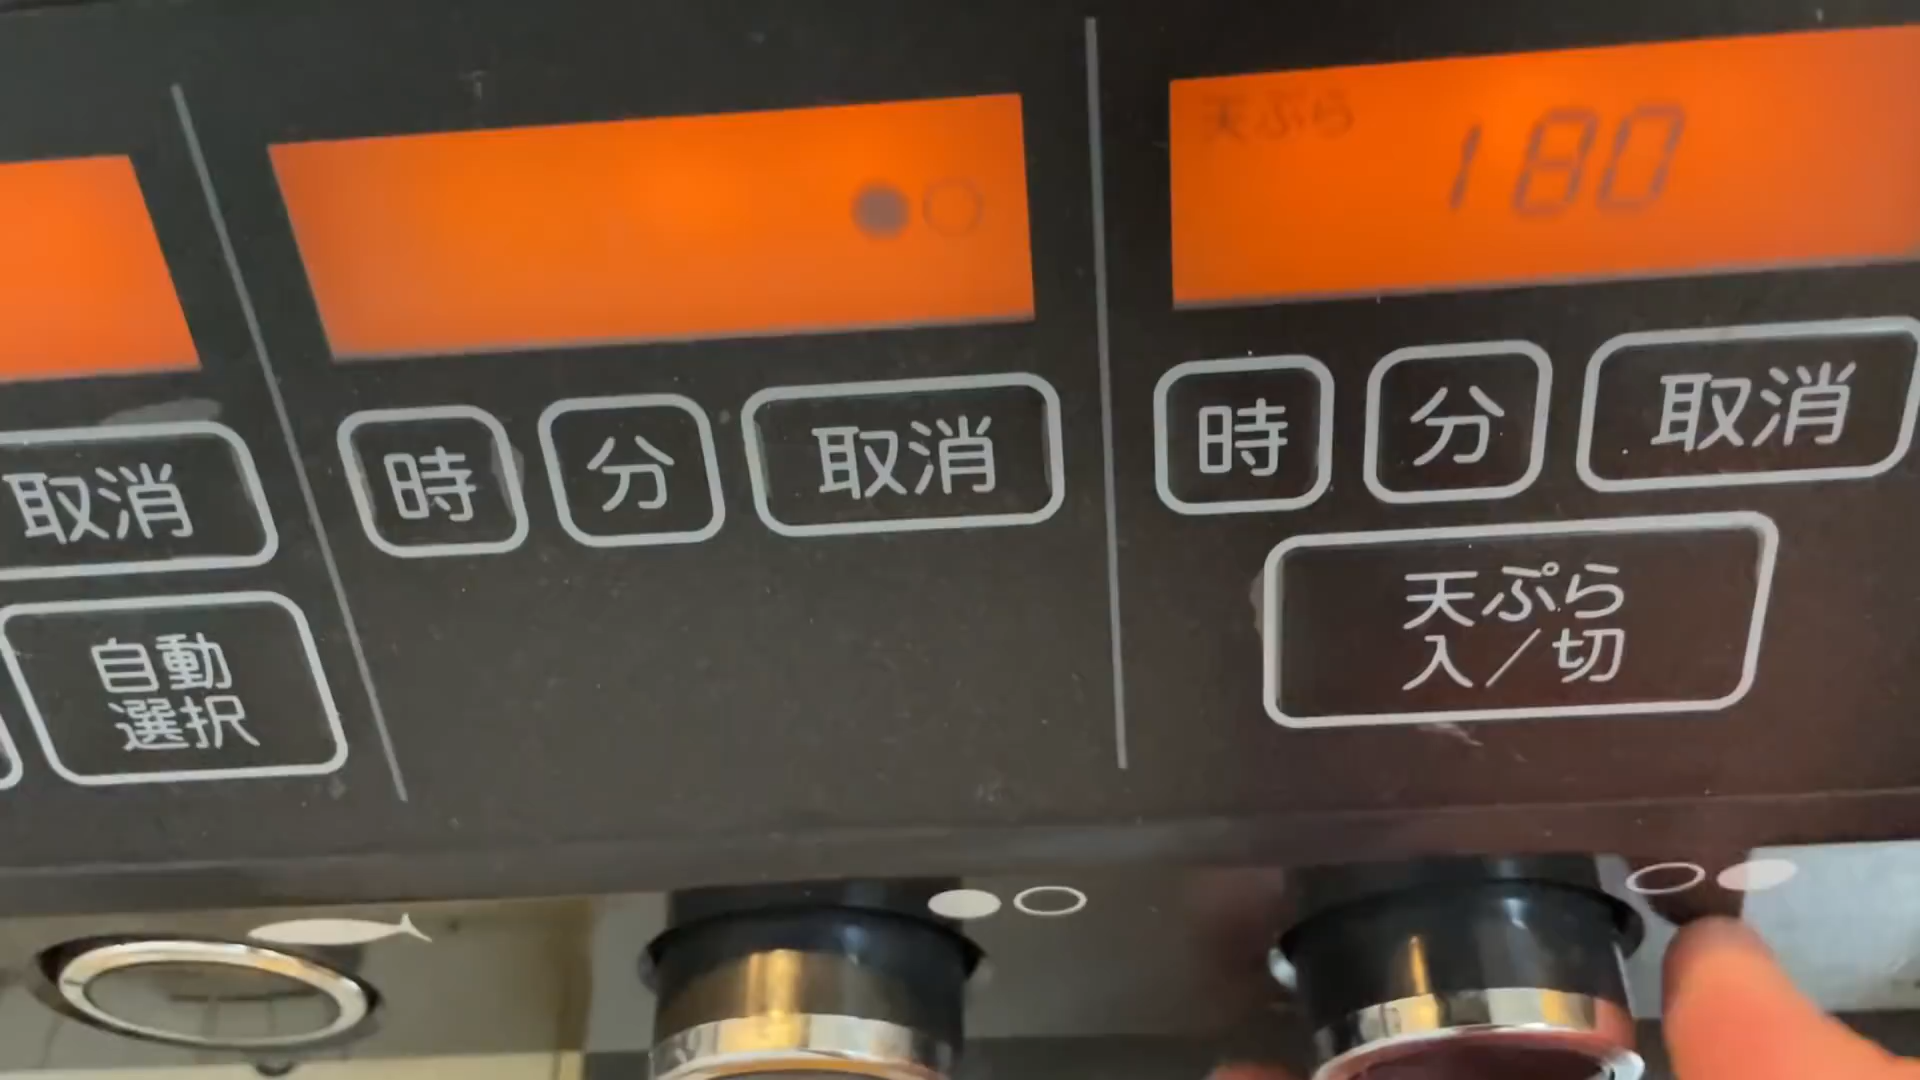 天ぷら 180
取消
時 分 取消
時 分 取消
自動
選択
天ぷら
入/切